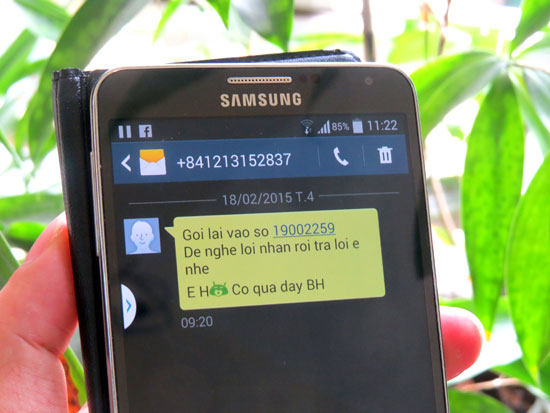 SAMSUNG
85% 11:22
+841213152837
18/02/2015 T.4
Goi lai vao so 19002259
De nghe loi nhan roi tra loi e
nhe
E H Co qua day BH
09:20